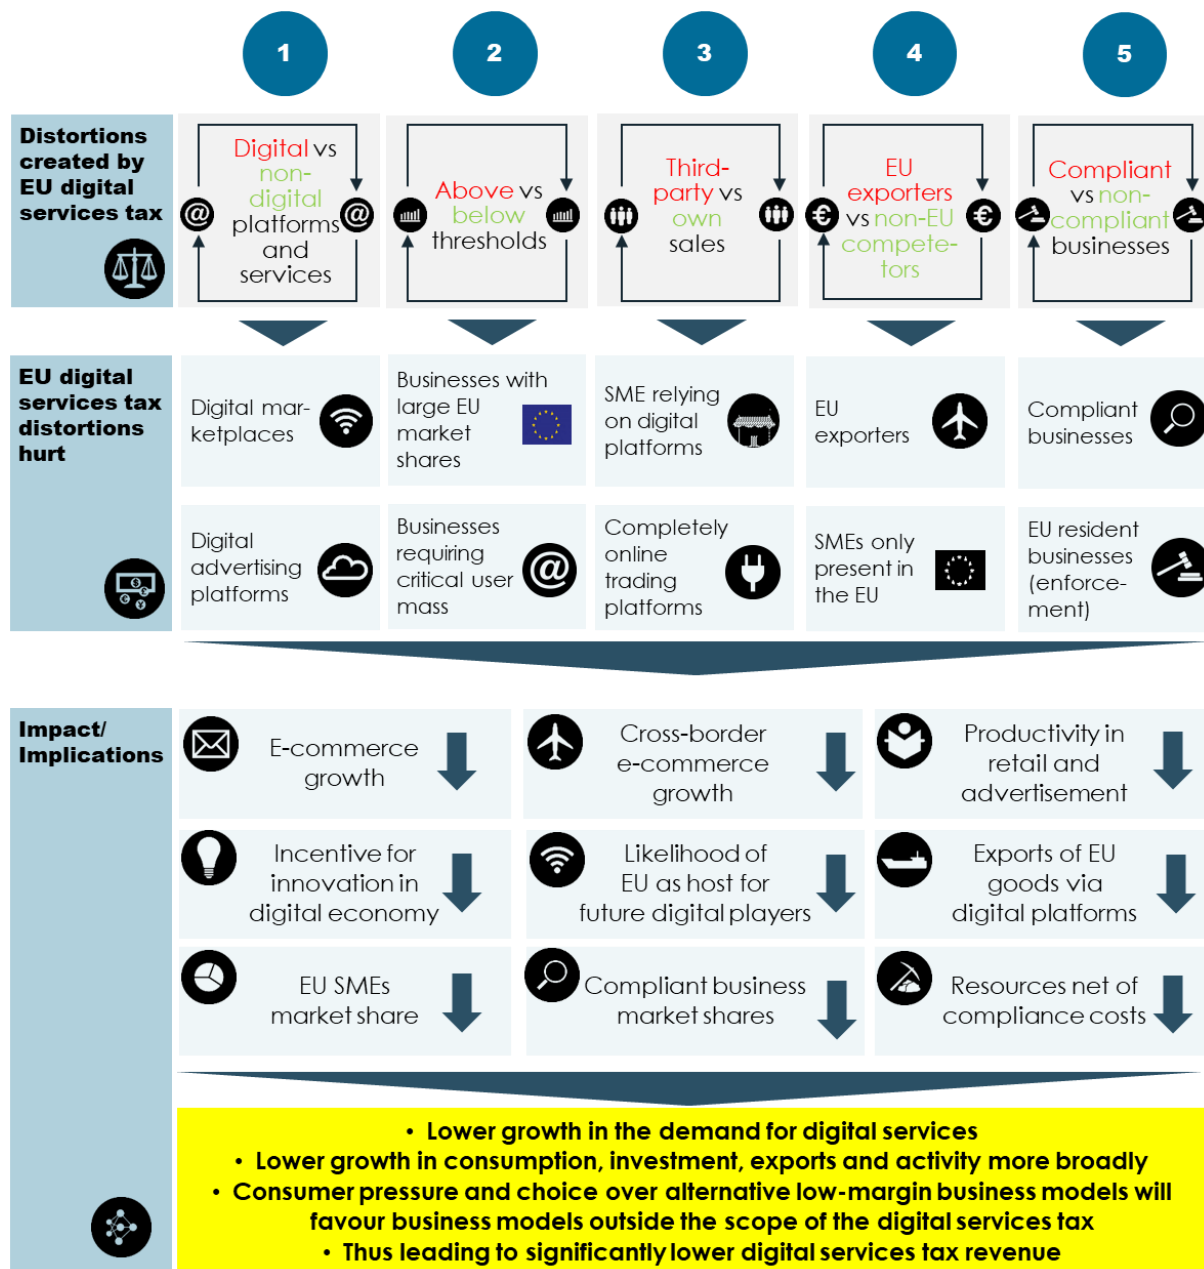 1
2
3
4
5
Distortions
created by
EU digital
services tax
Digital vs
non-
digital
platforms
and
services
Above vs
below
thresholds
Third-
party vs
own
sales
EU
exporters
vs non-EU
compete-
tors
Compliant
vs non-
compliant
businesses
EU digital
services tax
distortions
hurt
Digital mar-
ketplaces
Businesses with
large EU
market
shares
SME relying
on digital
platforms
EU
exporters
Compliant
businesses
Digital
advertising
platforms
Businesses
requiring
critical user
mass
Completely
online
trading
platforms
SMEs only
present in
the EU
EU resident
businesses
(enforce-
ment)
Impact/
Implications
E-commerce
growth
Cross-border
e-commerce
growth
Productivity in
retail and
advertisement
Incentive for
innovation in
digital economy
Likelihood of
EU as host for
future digital players
Exports of EU
goods via
digital platforms
EU SMEs
market share
Compliant business
market shares
Resources net of
compliance costs
• Lower growth in the demand for digital services
• Lower growth in consumption, investment, exports and activity more broadly
• Consumer pressure and choice over alternative low-margin business models will
favour business models outside the scope of the digital services tax
• Thus leading to significantly lower digital services tax revenue